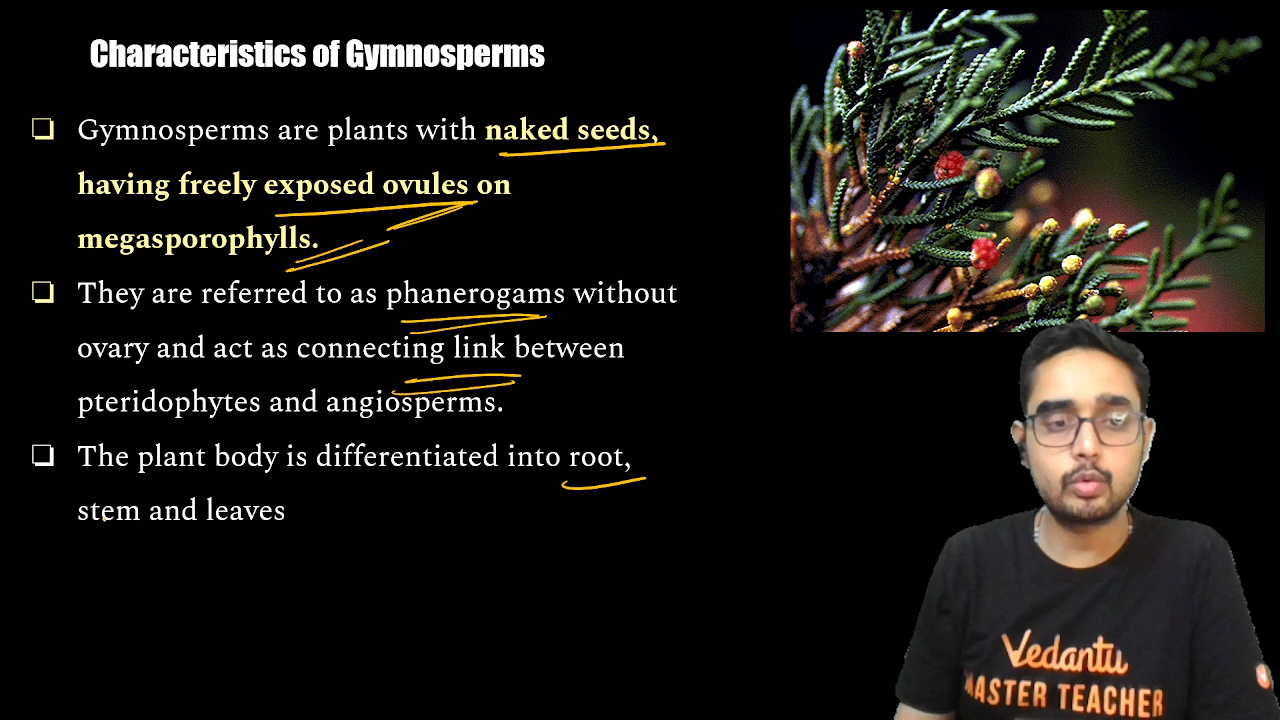 Characteristics of Gymnosperms
❑ Gymnosperms are plants with naked seeds,
having freely exposed ovules on
megasporophylls.
❑ They are referred to as phanerogams without
ovary and act as connecting link between
pteridophytes and angiosperms.
❑ The plant body is differentiated into root,
stem and leaves
Vedantu
MASTER TEACHER